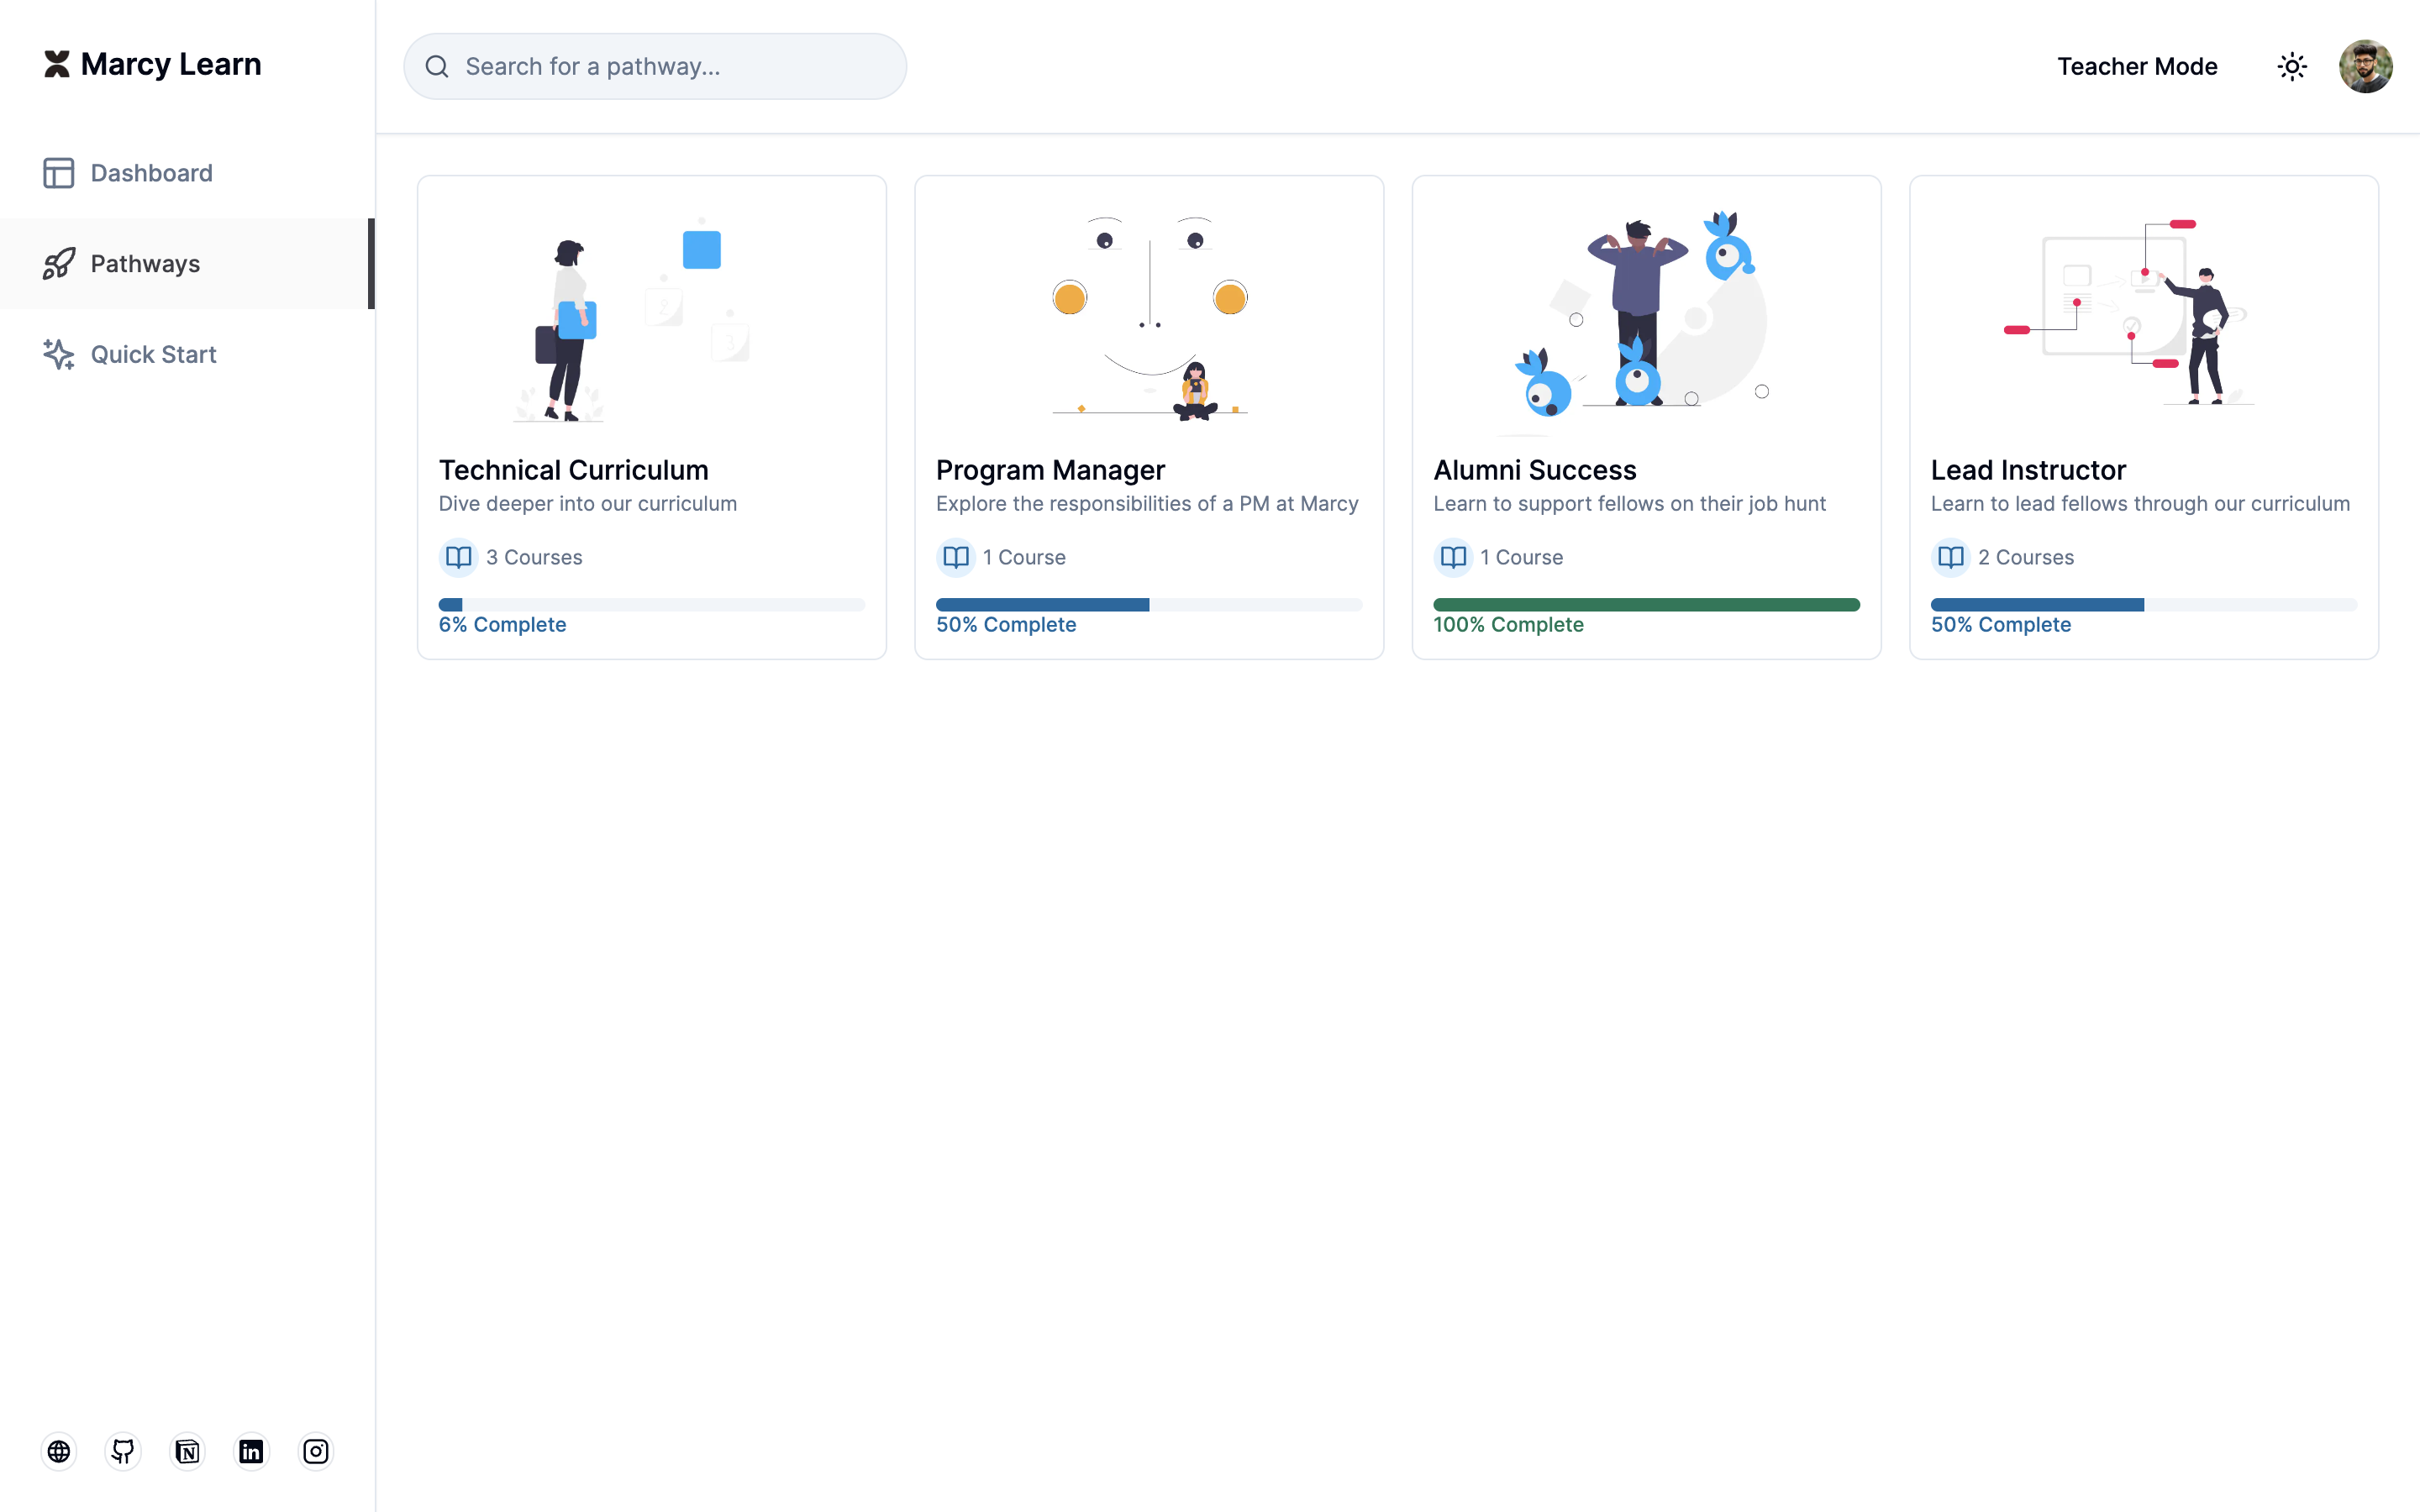 Marcy Learn
Search for a pathway...
Teacher Mode
Dashboard
Pathways
Quick Start
2
3
Technical Curriculum
Dive deeper into our curriculum
3 Courses
6% Complete
Program Manager
Explore the responsibilities of a PM at Marcy
1 Course
50% Complete
Alumni Success
Learn to support fellows on their job hunt
1 Course
100% Complete
Lead Instructor
Learn to lead fellows through our curriculum
2 Courses
50% Complete
N
in